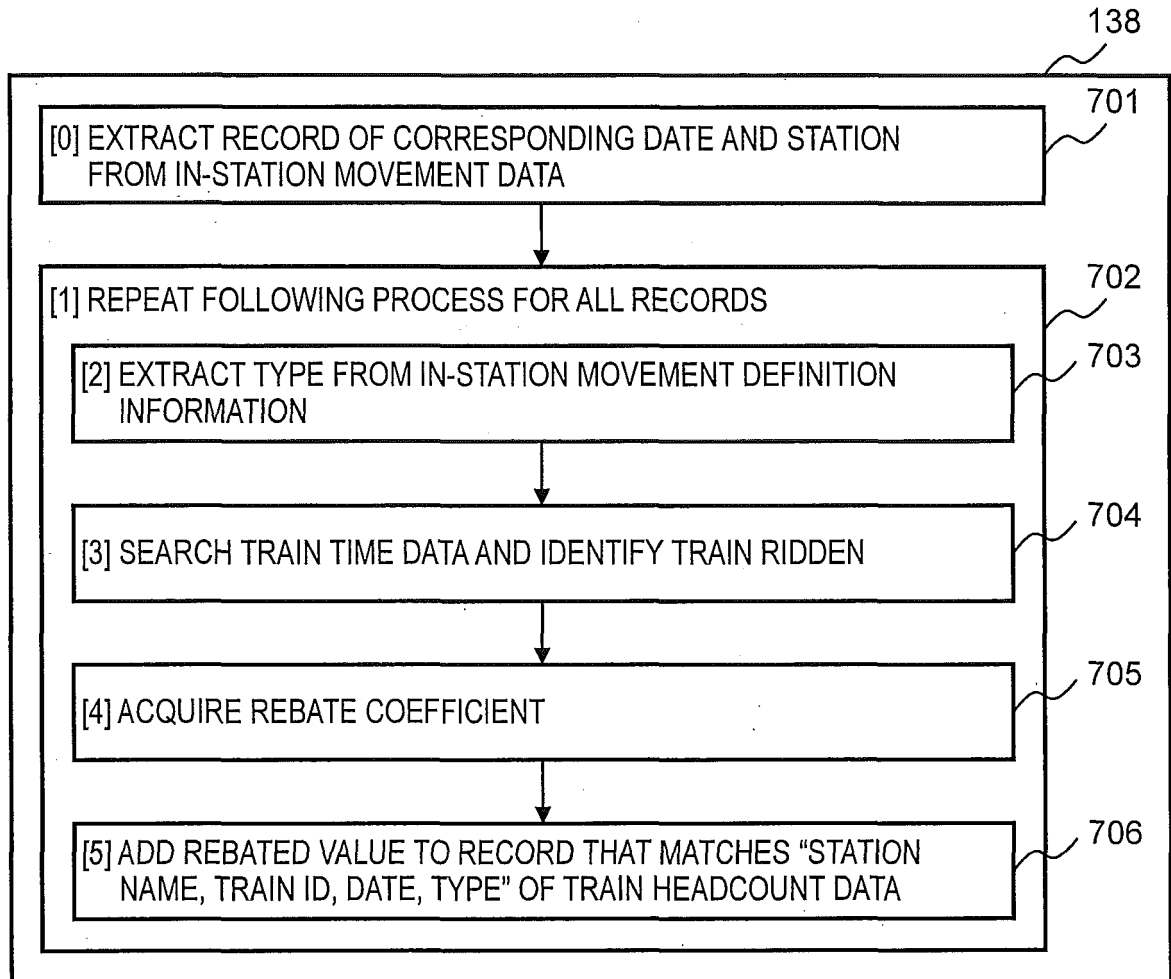 138
701
[0] EXTRACT RECORD OF CORRESPONDING DATE AND STATION
FROM IN-STATION MOVEMENT DATA
702
[1] REPEAT FOLLOWING PROCESS FOR ALL RECORDS
703
[2] EXTRACT TYPE FROM IN-STATION MOVEMENT DEFINITION
INFORMATION
704
[3] SEARCH TRAIN TIME DATA AND IDENTIFY TRAIN RIDDEN
705
[4] ACQUIRE REBATE COEFFICIENT
706
[5] ADD REBATED VALUE TO RECORD THAT MATCHES “STATION
NAME, TRAIN ID, DATE, TYPE” OF TRAIN HEADCOUNT DATA